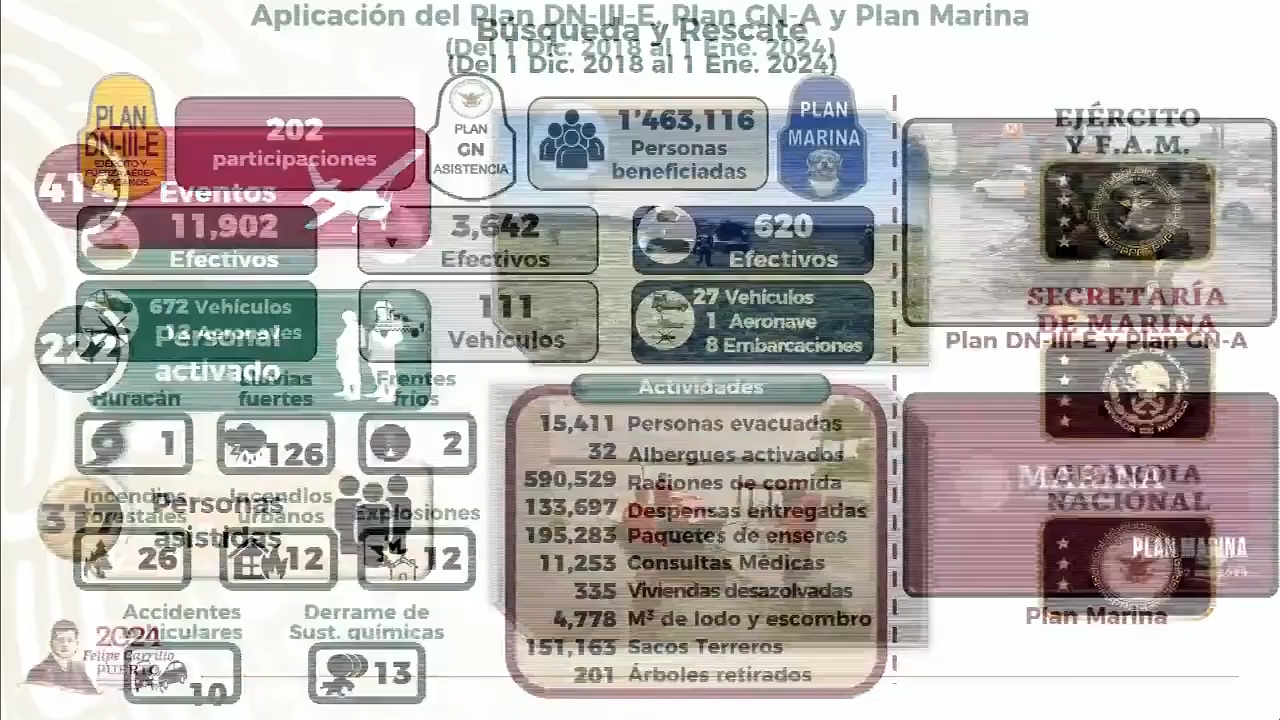 Aplicación del Plan DN-III-E, Plan GN-A y Plan Marina
Búsqueda y Rescate
(Del 1 Dic. 2018 al 1 Ene. 2024)
(Del 1 Dic. 2018 al 1 Ene. 2024)
PLAN
DN-III-E
202
participaciones
PLAN
GN
ASISTENCIA
1'463,116
Personas
beneficiadas
PLAN
MARINA
EJÉRCITO
Y F.A.M.
Eventos
11,902
Efectivos
3,642
Efectivos
620
Efectivos
672 Vehículos
Personal
activado
111
Vehículos
27 Vehículos
1 Aeronave
8 Embarcaciones
SECRETARÍA
DE MARINA
Plan DN-III-E y Plan GN-A
Huracán
1
Lluvias
fuertes
126
Frentes
fríos
2
Actividades
15,411 Personas evacuadas
32 Albergues activados
590,529 Raciones de comida
133,697 Despensas entregadas
195,283 Paquetes de enseres
11,253 Consultas Médicas
335 Viviendas desazolvadas
4,778 M³ de lodo y escombro
151,163 Sacos Terreros
201 Árboles retirados
MARINA
GUARDIA
NACIONAL
PLAN MARINA
Plan Marina
Incendios
forestales
26
Incendios
urbanos
12
Explosiones
12
Personas
asistidas
Accidentes
vehiculares
10
Derrame de
Sust. químicas
13
2024
Felipe Carrillo
PUERTO